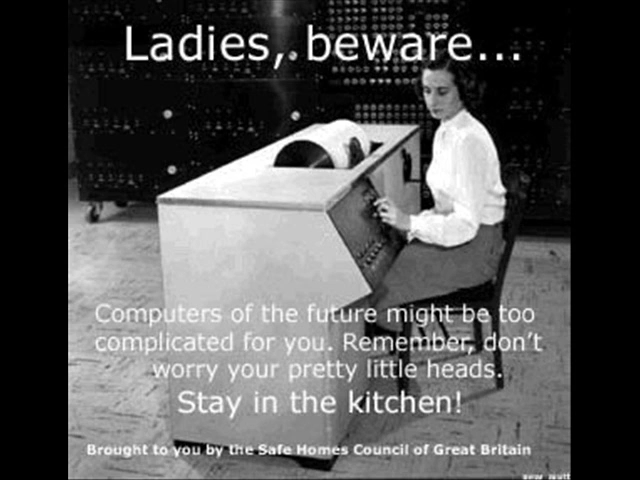 Ladies, beware...
Computers of the future might be too
complicated for you. Remember, don't
worry your pretty little heads.
Stay in the kitchen!
Brought to you by the Safe Homes Council of Great Britain